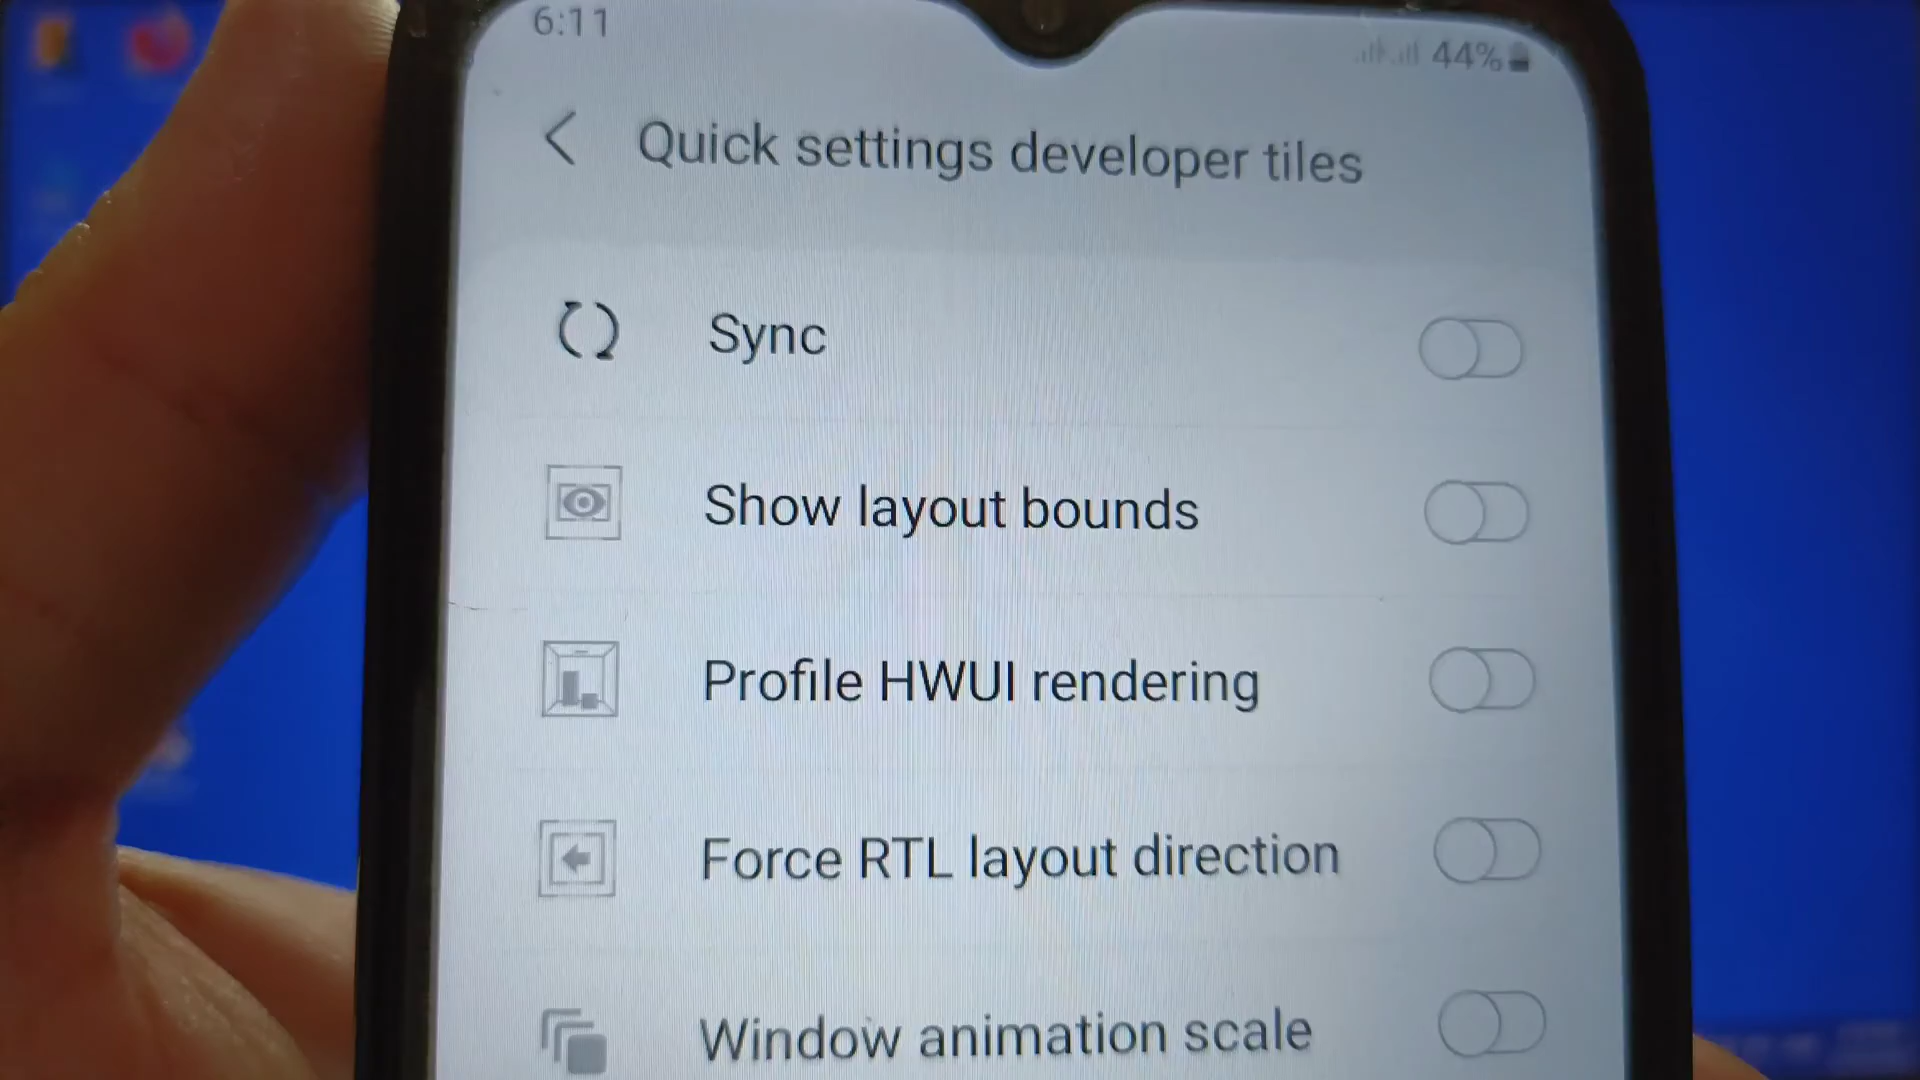 6:11
44%
Quick settings developer tiles
Sync
Show layout bounds
Profile HWUI rendering
Force RTL layout direction
Window animation scale